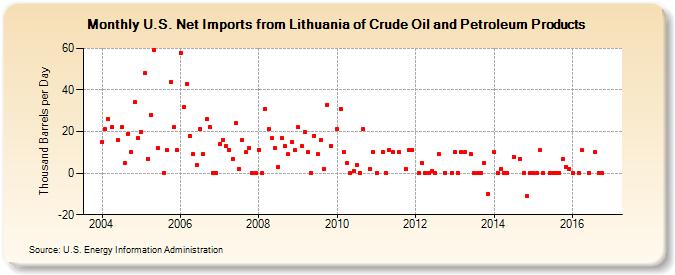 Monthly U.S. Net Imports from Lithuania of Crude Oil and Petroleum Products
Thousand Barrels per Day
60
40
20
0
-20
2004 2006 2008 2010 2012 2014 2016
Source: U.S. Energy Information Administration